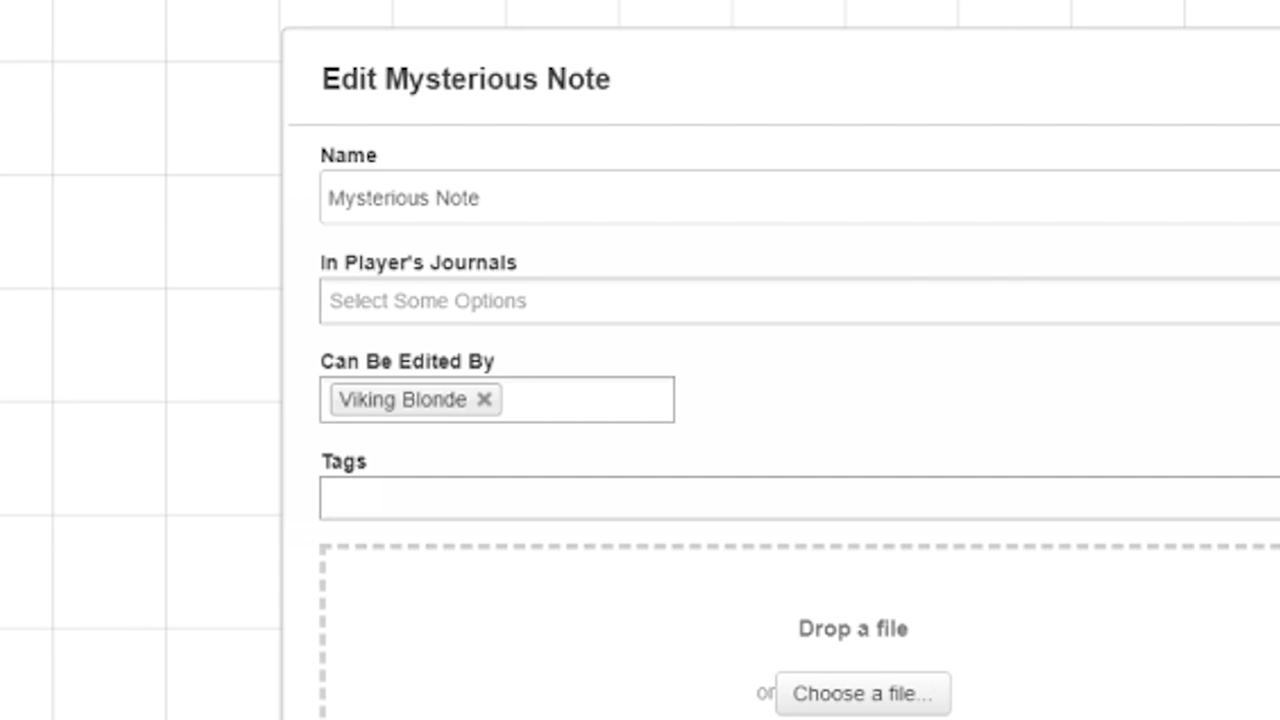 Edit Mysterious Note
Name
Mysterious Note
In Player's Journals
Select Some Options
Can Be Edited By
Viking Blonde ×
Tags
Drop a file
or Choose a file...